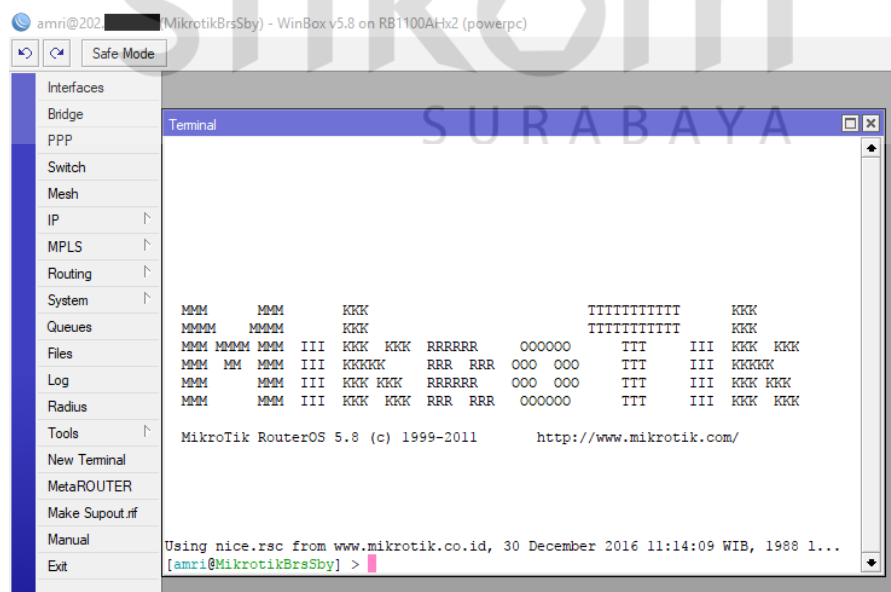 amri@202. (MikrotikBrsSby) - WinBox v5.8 on RB1100AHx2 (powerpc)
Safe Mode
SURABAYA
Interfaces
Bridge
PPP
Switch
Mesh
IP
MPLS
Routing
System
Queues
Files
Log
Radius
Tools
New Terminal
MetaROUTER
Make Supout.rif
Manual
Exit
Terminal
MMM      MMM       KKK                          TTTTTTTTTTT      KKK
MMMM    MMMM       KKK                          TTTTTTTTTTT      KKK
MMM MMMM MMM  III  KKK  KKK  RRRRRR     OOOOOO      TTT     III  KKK  KKK
MMM  MM  MMM  III  KKKKK     RRR  RRR  OOO  OOO     TTT     III  KKKKK
MMM      MMM  III  KKK KKK   RRRRRR    OOO  OOO     TTT     III  KKK KKK
MMM      MMM  III  KKK  KKK  RRR  RRR   OOOOOO      TTT     III  KKK  KKK
MikroTik RouterOS 5.8 (c) 1999-2011       http://www.mikrotik.com/
Using nice.rsc from www.mikrotik.co.id, 30 December 2016 11:14:09 WIB, 1988 l...
[amri@MikrotikBrsSby] >